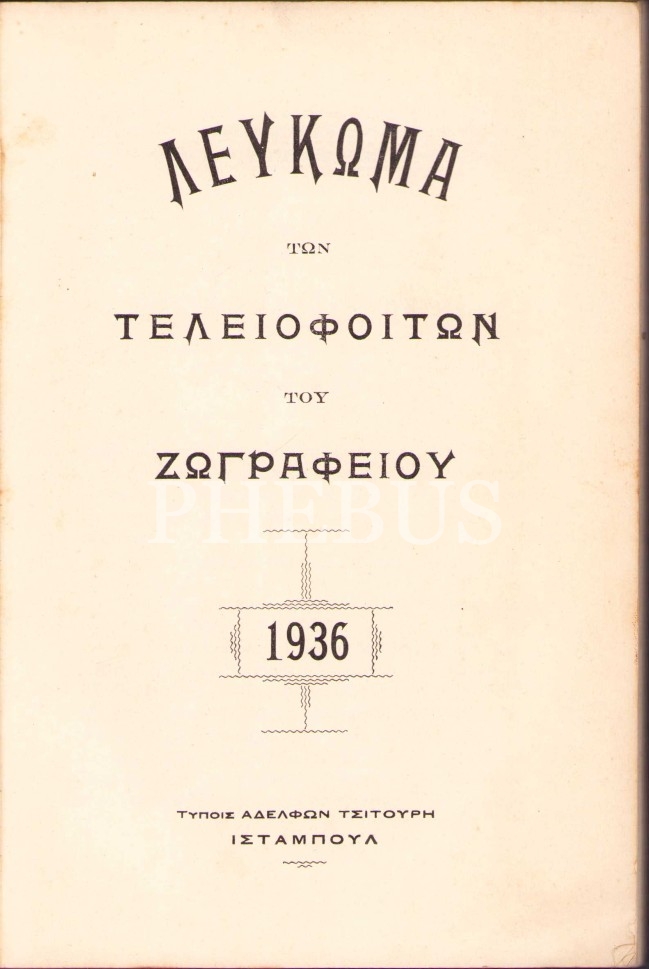 ΛΕΥΚΩΜΑ
ΤΩΝ
ΤΕΛΕΙΟΦΟΙΤΩΝ
ΤΟΥ
ΖΩΓΡΑΦΕΙΟΥ
PHEBUS
1936
ΤΥΠΟΙΣ ΑΔΕΛΦΩΝ ΤΣΙΤΟΥΡΗ
ΙΣΤΑΜΠΟΥΛ